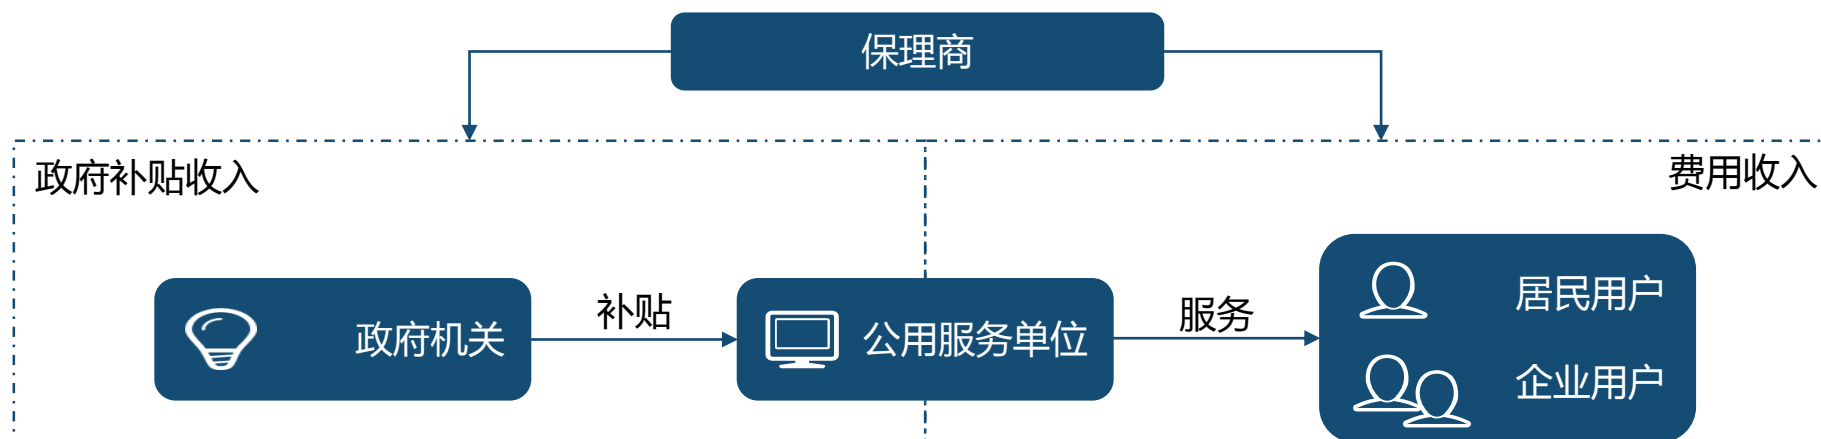 保理商
政府补贴收入
费用收入
政府机关
补贴
公用服务单位
服务
居民用户
企业用户